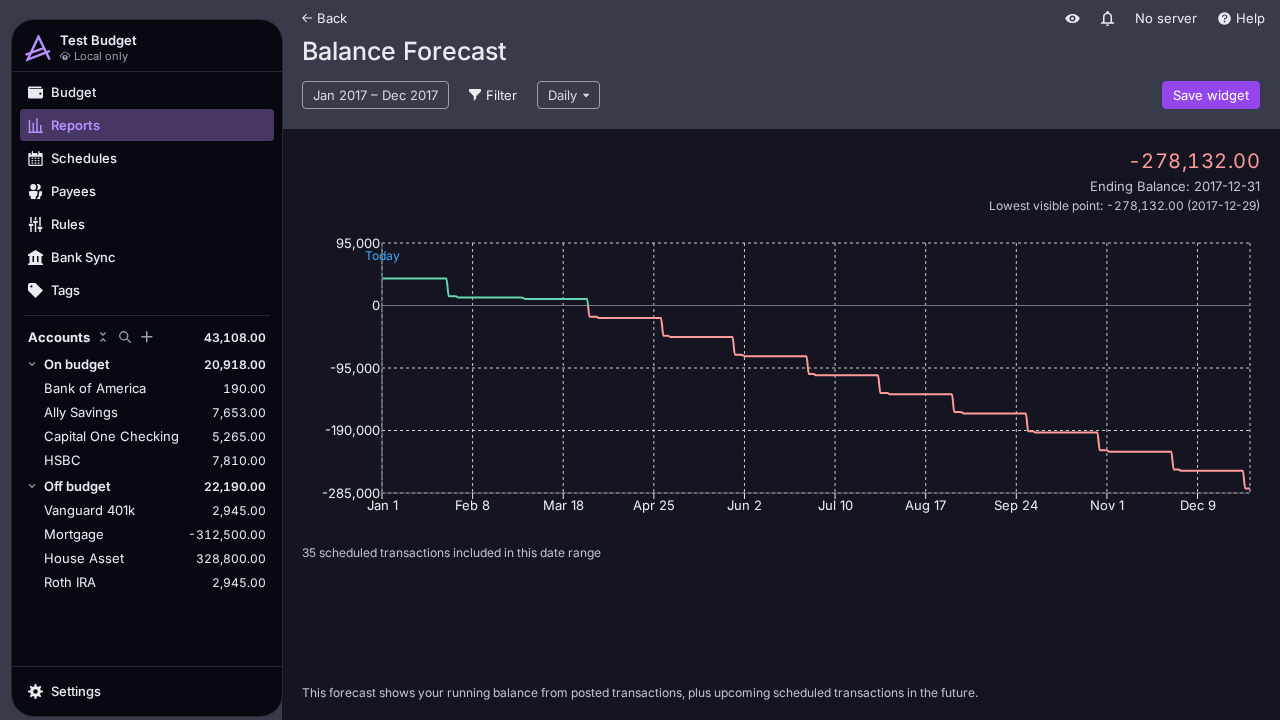 Test Budget
Local only
Budget
Reports
Schedules
Payees
Rules
Bank Sync
Tags
Accounts 43,108.00
On budget 20,918.00
Bank of America 190.00
Ally Savings 7,653.00
Capital One Checking 5,265.00
HSBC 7,810.00
Off budget 22,190.00
Vanguard 401k 2,945.00
Mortgage -312,500.00
House Asset 328,800.00
Roth IRA 2,945.00
Settings
Back
No server
Help
Balance Forecast
Jan 2017 – Dec 2017
Filter
Daily
Save widget
-278,132.00
Ending Balance: 2017-12-31
Lowest visible point: -278,132.00 (2017-12-29)
95,000
Today
0
-95,000
-190,000
-285,000
Jan 1 Feb 8 Mar 18 Apr 25 Jun 2 Jul 10 Aug 17 Sep 24 Nov 1 Dec 9
35 scheduled transactions included in this date range
This forecast shows your running balance from posted transactions, plus upcoming scheduled transactions in the future.